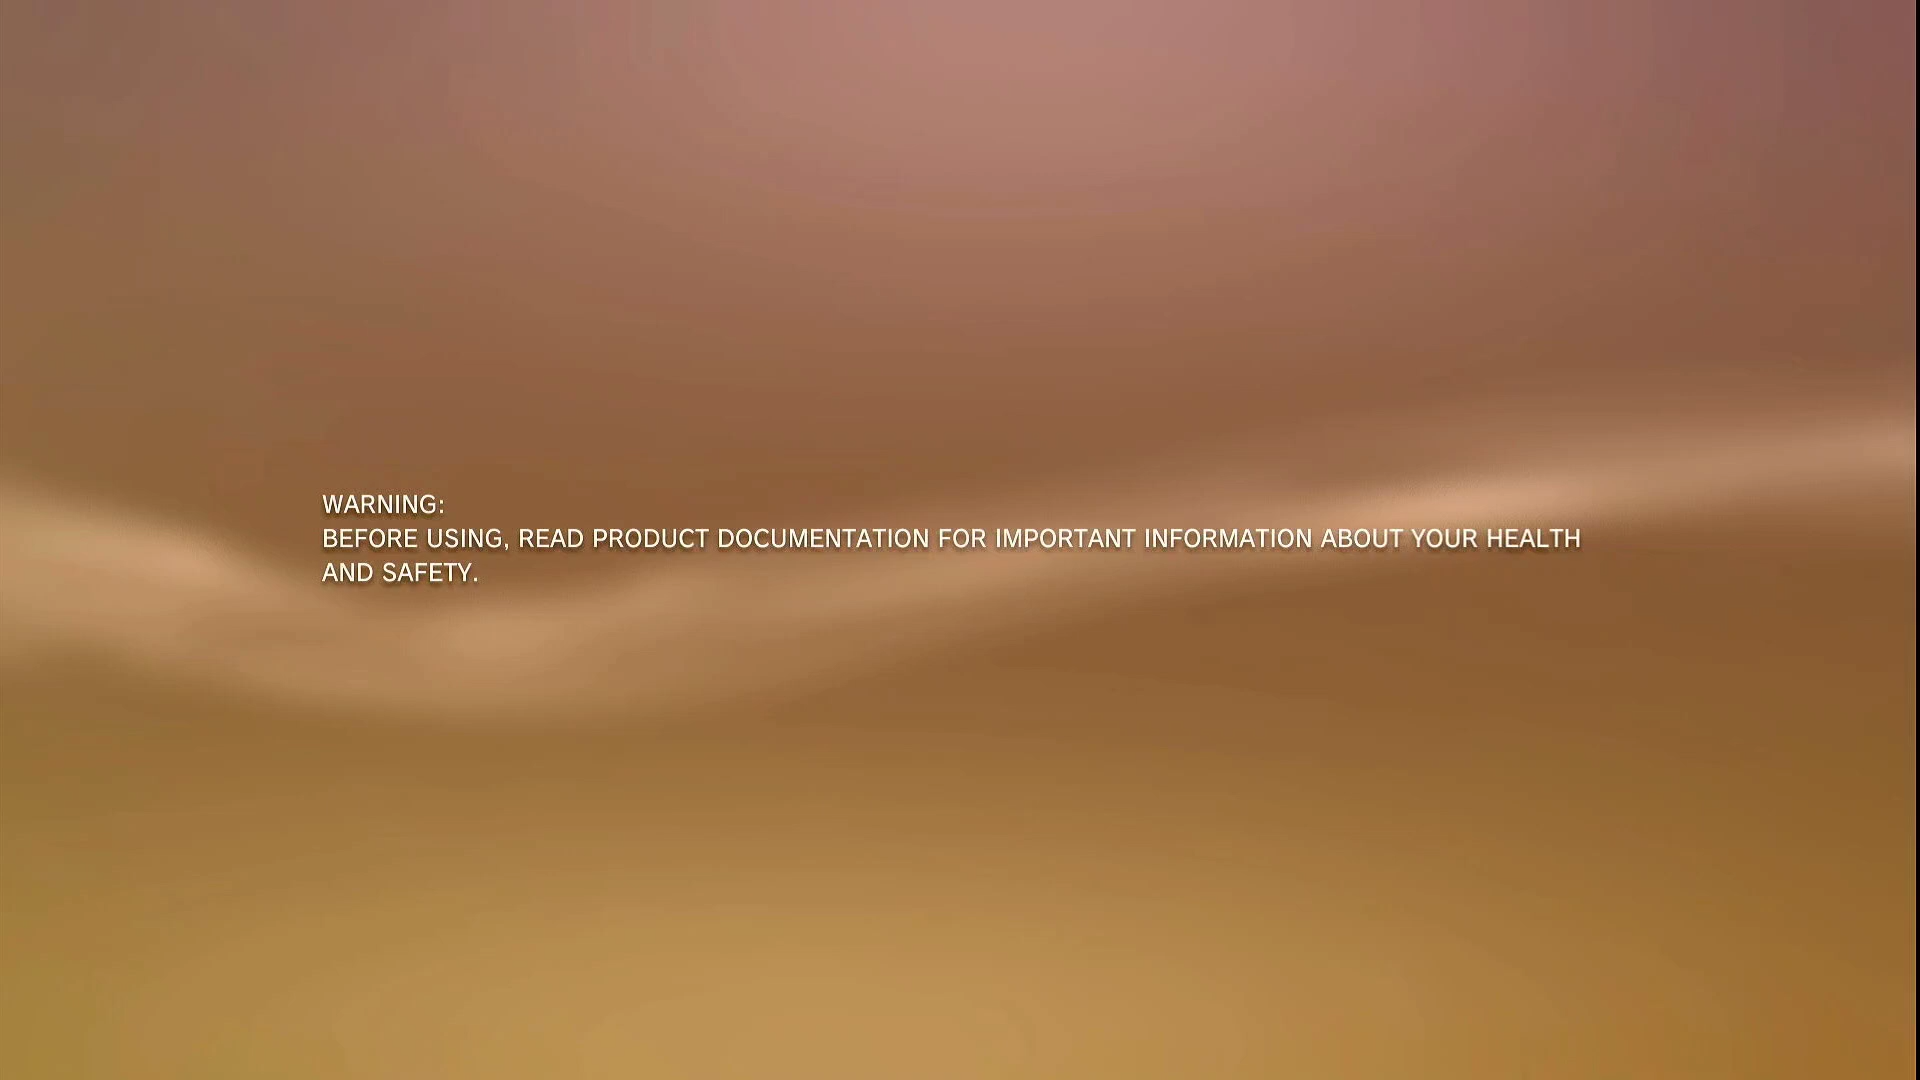 WARNING:
BEFORE USING, READ PRODUCT DOCUMENTATION FOR IMPORTANT INFORMATION ABOUT YOUR HEALTH
AND SAFETY.